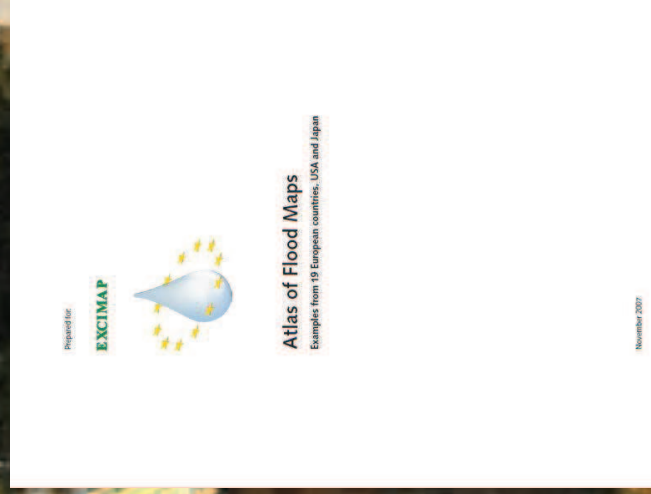 Prepared for:
EXCIMAP
Atlas of Flood Maps
Examples from 19 European countries, USA and Japan
November 2007